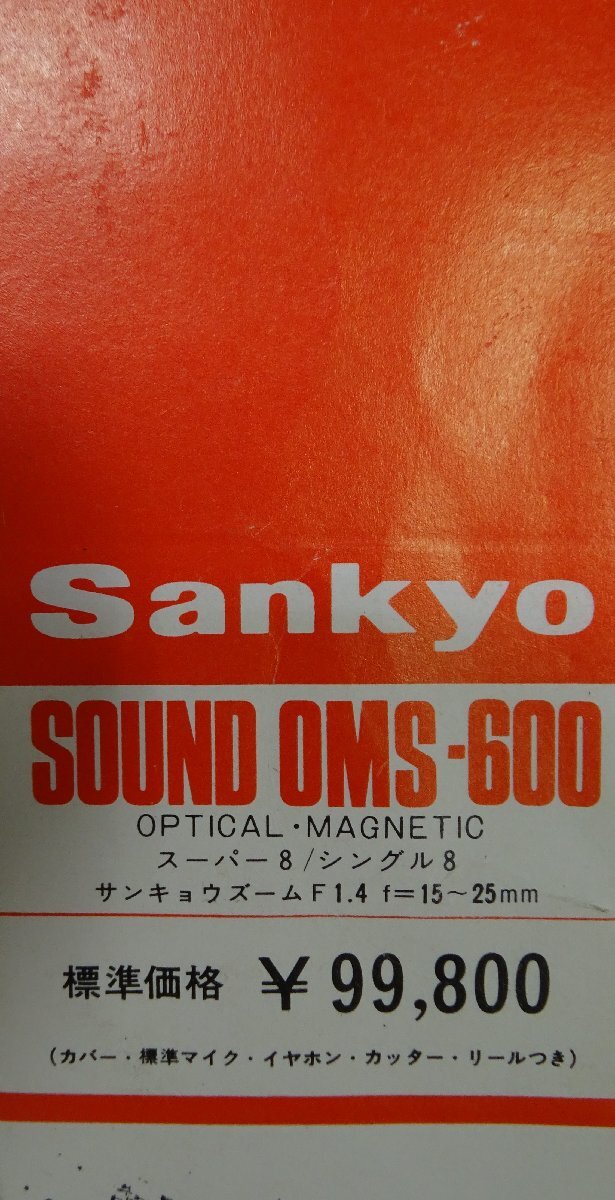 Sankyo
SOUND OMS-600
OPTICAL・MAGNETIC
スーパー8/シングル8
サンキョウズームF1.4 f=15〜25mm
標準価格 ¥99,800
(カバー・標準マイク・イヤホン・カッター・リールつき)